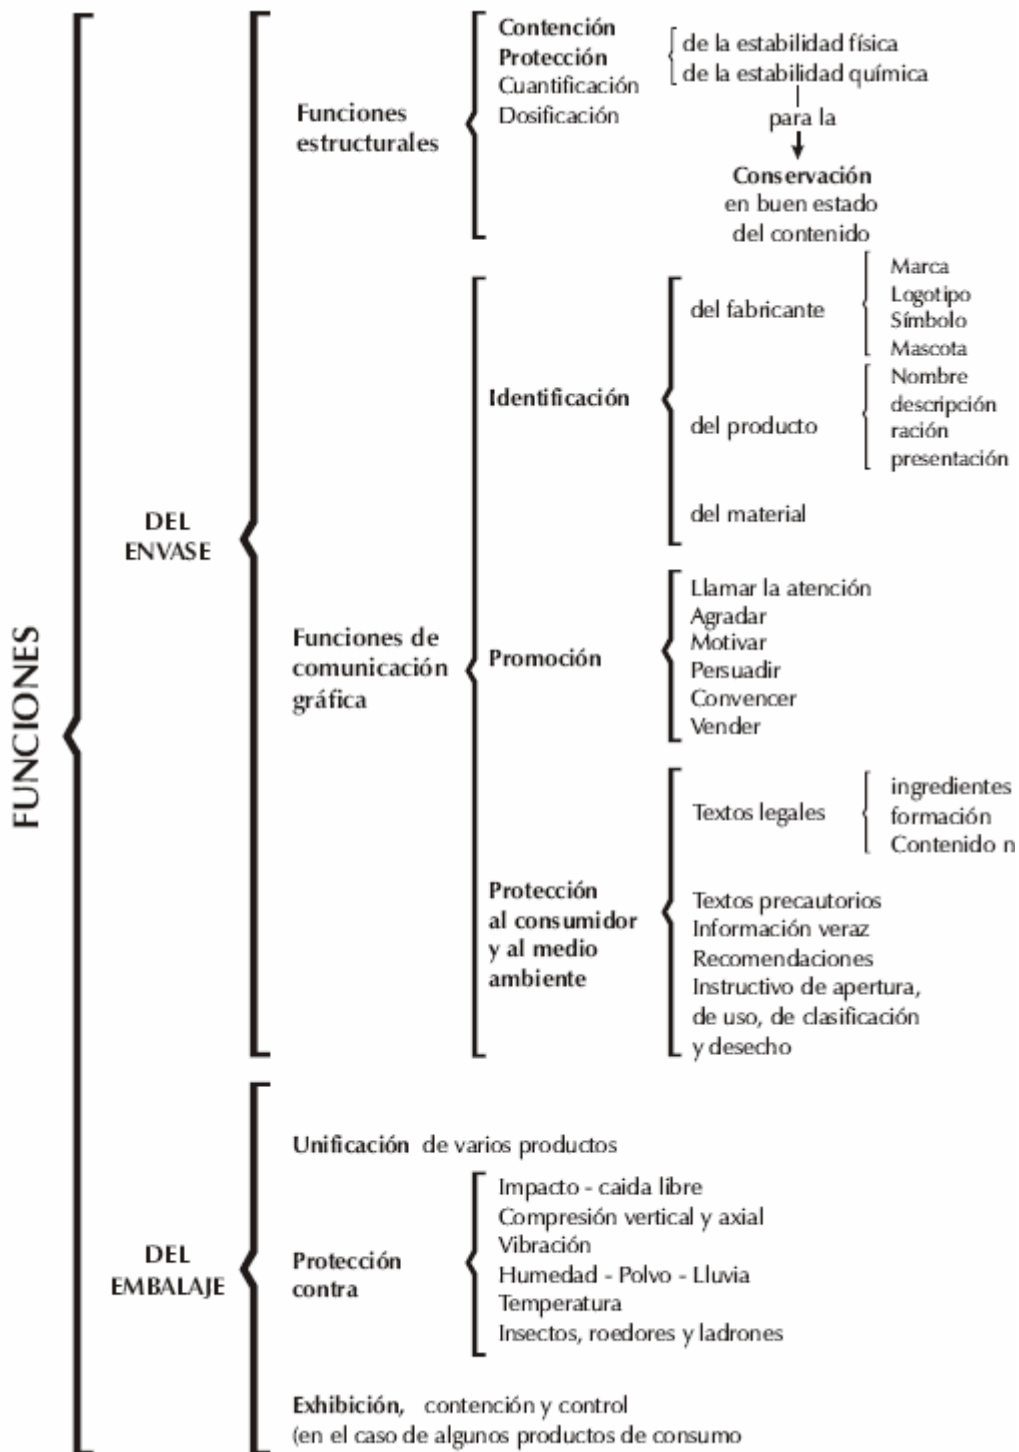 FUNCIONES
DEL
ENVASE
Funciones
estructurales
Contención
Protección
Cuantificación
Dosificación
de la estabilidad física
de la estabilidad química
para la
Conservación
en buen estado
del contenido
Funciones de
comunicación
gráfica
Identificación
del fabricante
Marca
Logotipo
Símbolo
Mascota
del producto
Nombre
descripción
ración
presentación
del material
Promoción
Llamar la atención
Agradar
Motivar
Persuadir
Convencer
Vender
Protección
al consumidor
y al medio
ambiente
Textos legales
ingredientes
formación
Contenido n
Textos precautorios
Información veraz
Recomendaciones
Instructivo de apertura,
de uso, de clasificación
y desecho
DEL
EMBALAJE
Unificación de varios productos
Protección
contra
Impacto - caida libre
Compresión vertical y axial
Vibración
Humedad - Polvo - Lluvia
Temperatura
Insectos, roedores y ladrones
Exhibición, contención y control
(en el caso de algunos productos de consumo